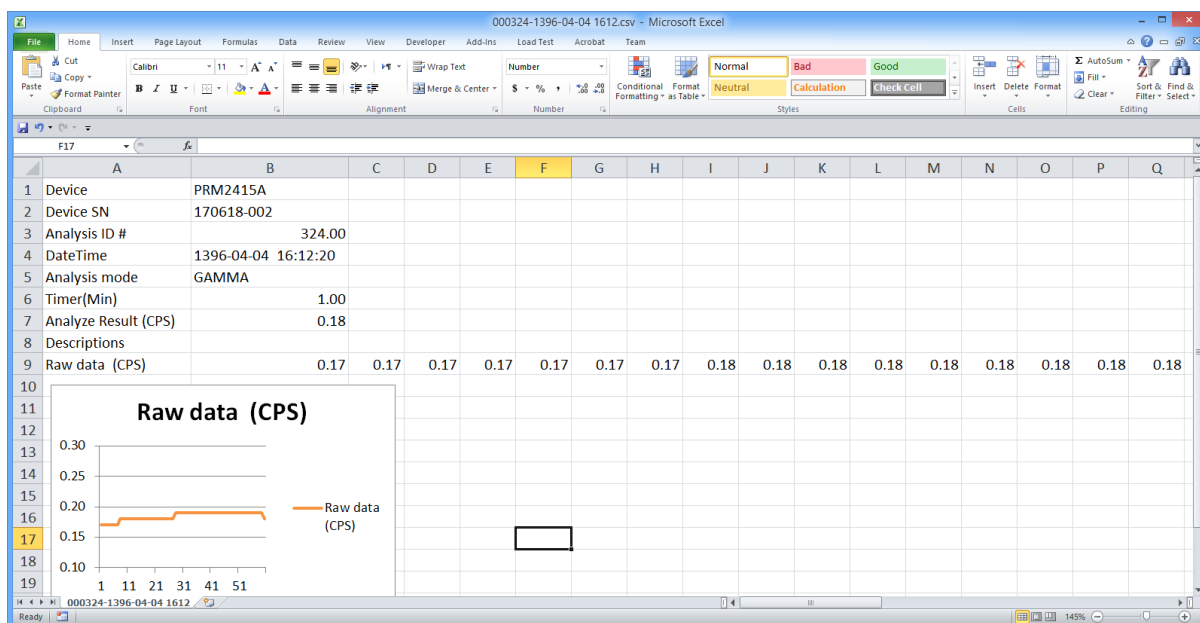 000324-1396-04-04 1612.csv - Microsoft Excel
File Home Insert Page Layout Formulas Data Review View Developer Add-Ins Load Test Acrobat Team
Cut Calibri 11 Wrap Text Number Normal Bad Good AutoSum
Copy Fill
Paste Format Painter Merge & Center Conditional Formatting Format as Table Neutral Calculation Check Cell Insert Delete Format Clear Sort & Filter Find & Select
Clipboard Font Alignment Number Styles Cells Editing
F17 fx
A B C D E F G H I J K L M N O P Q
1 Device PRM2415A
2 Device SN 170618-002
3 Analysis ID # 324.00
4 DateTime 1396-04-04 16:12:20
5 Analysis mode GAMMA
6 Timer(Min) 1.00
7 Analyze Result (CPS) 0.18
8 Descriptions
9 Raw data (CPS) 0.17 0.17 0.17 0.17 0.17 0.17 0.17 0.18 0.18 0.18 0.18 0.18 0.18 0.18 0.18 0.18
10
11 Raw data (CPS)
12
13 0.30
14 0.25
15
16 0.20 Raw data (CPS)
17 0.15
18 0.10
19 1 11 21 31 41 51
000324-1396-04-04 1612
Ready 145%